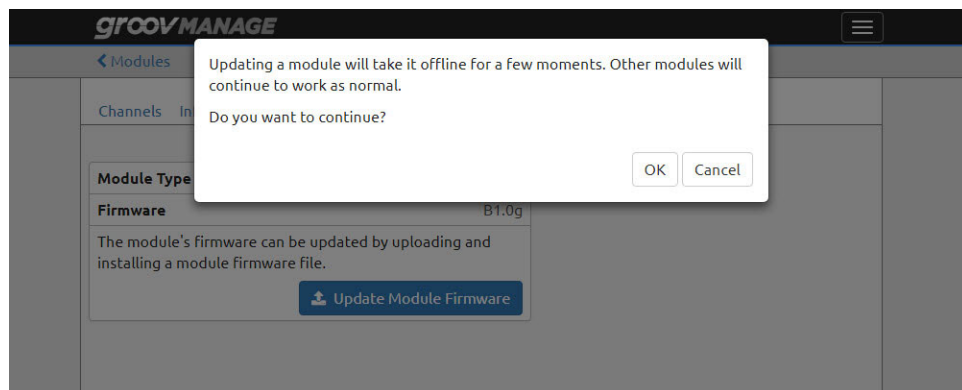 groov MANAGE
Modules
Updating a module will take it offline for a few moments. Other modules will
continue to work as normal.
Do you want to continue?
OK Cancel
Channels
Module Type
Firmware B1.0g
The module's firmware can be updated by uploading and
installing a module firmware file.
Update Module Firmware